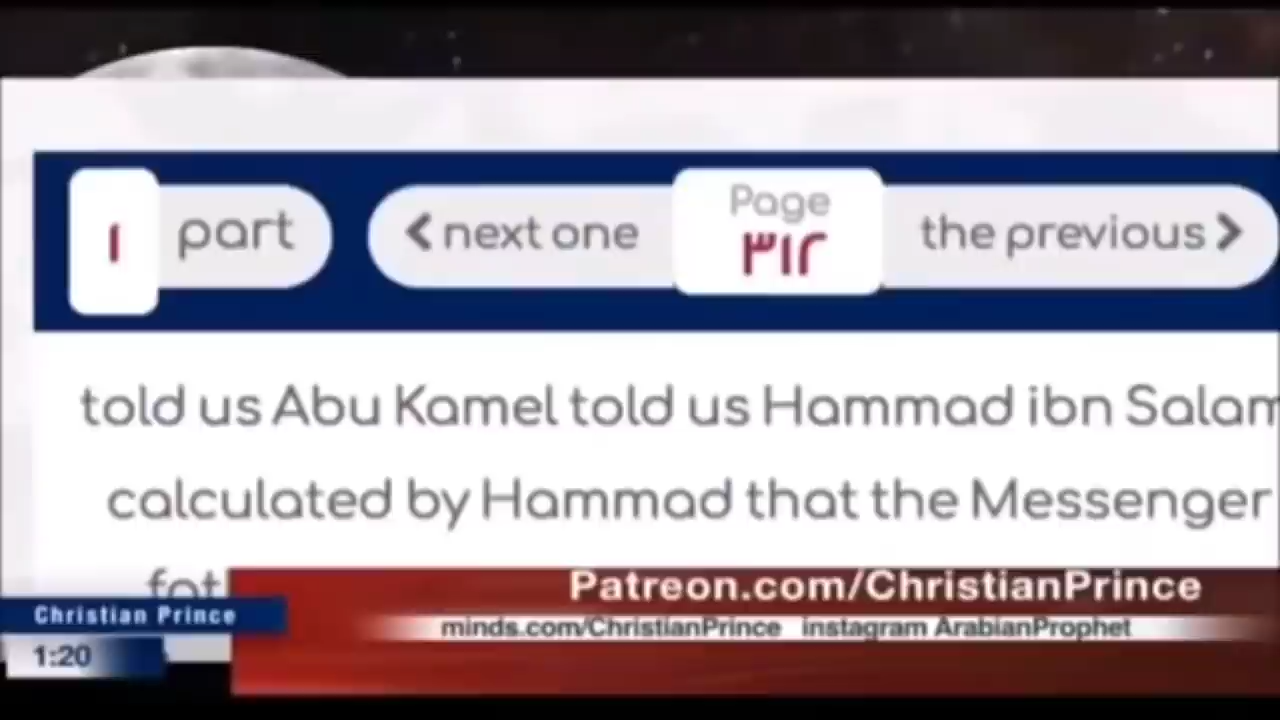 ١ part < next one Page ٣١٢ the previous >
told us Abu Kamel told us Hammad ibn Salam
calculated by Hammad that the Messenger
fat
Patreon.com/ChristianPrince
Christian Prince
minds.com/ChristianPrince instagram ArabianProphet
1:20